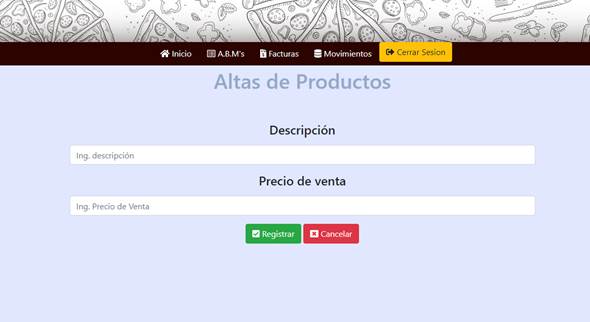 Inicio A.B.M's Facturas Movimientos Cerrar Sesion
Altas de Productos
Descripción
Ing. descripción
Precio de venta
Ing. Precio de Venta
Registrar Cancelar